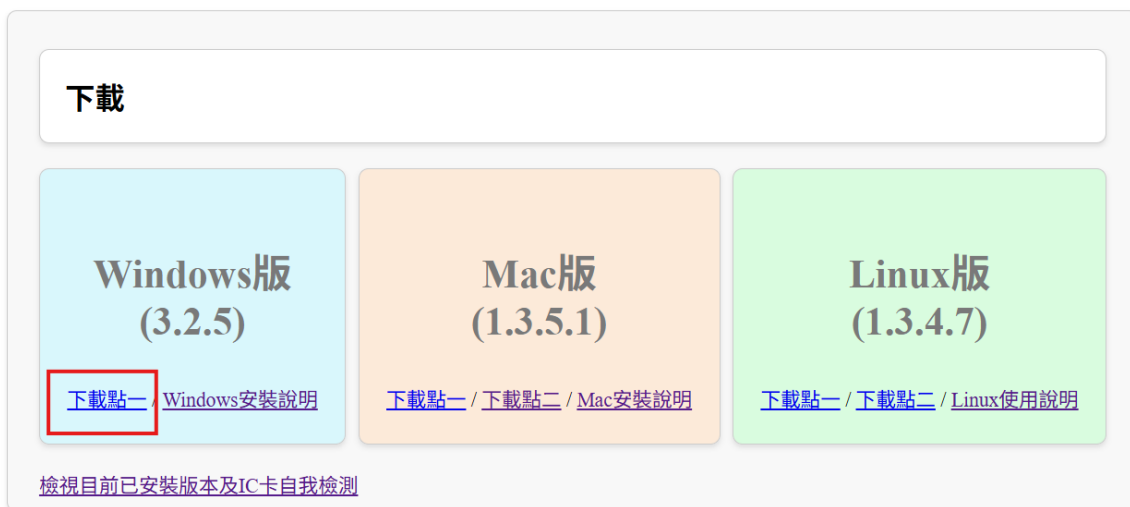 下載
Windows版
(3.2.5)
下載點一 / Windows安裝說明
Mac版
(1.3.5.1)
下載點一 / 下載點二 / Mac安裝說明
Linux版
(1.3.4.7)
下載點一 / 下載點二 / Linux使用說明
檢視目前已安裝版本及IC卡自我檢測